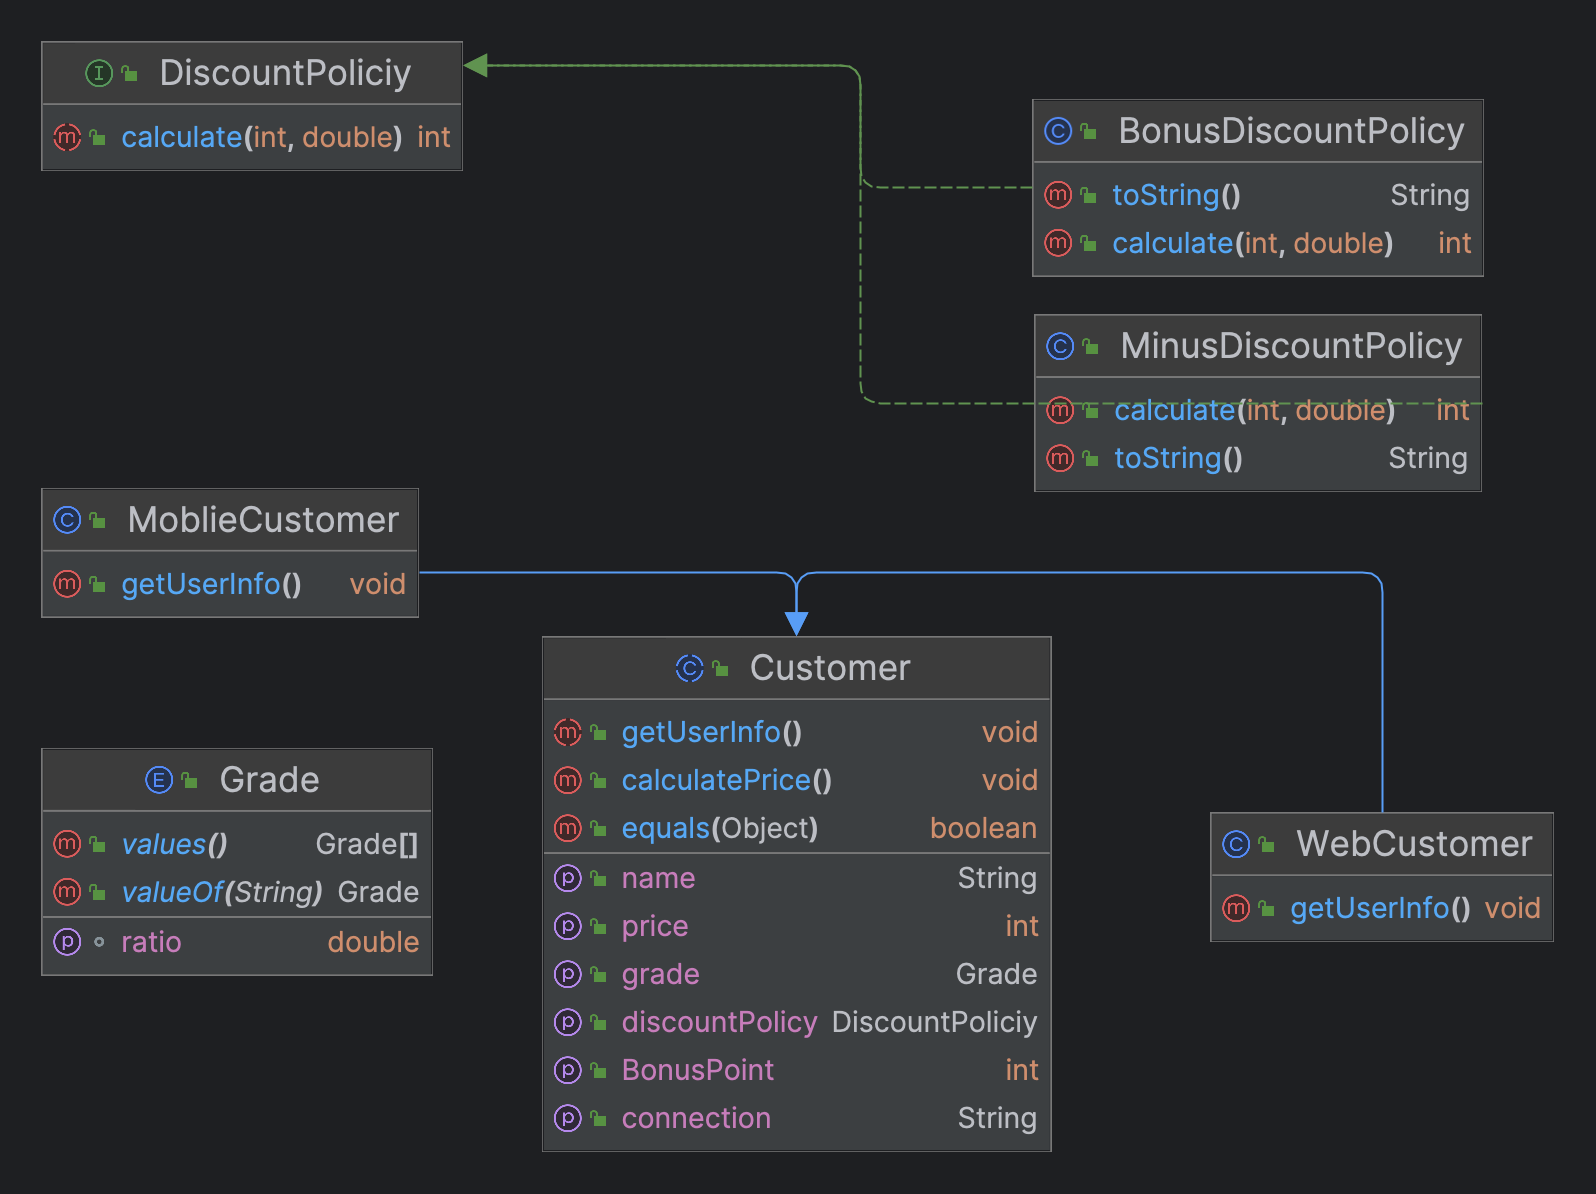 DiscountPoliciy
calculate(int, double) int
BonusDiscountPolicy
toString() String
calculate(int, double) int
MinusDiscountPolicy
calculate(int, double) int
toString() String
MoblieCustomer
getUserInfo() void
Customer
getUserInfo() void
calculatePrice() void
equals(Object) boolean
name String
price int
grade Grade
discountPolicy DiscountPoliciy
BonusPoint int
connection String
Grade
values() Grade[]
valueOf(String) Grade
ratio double
WebCustomer
getUserInfo() void